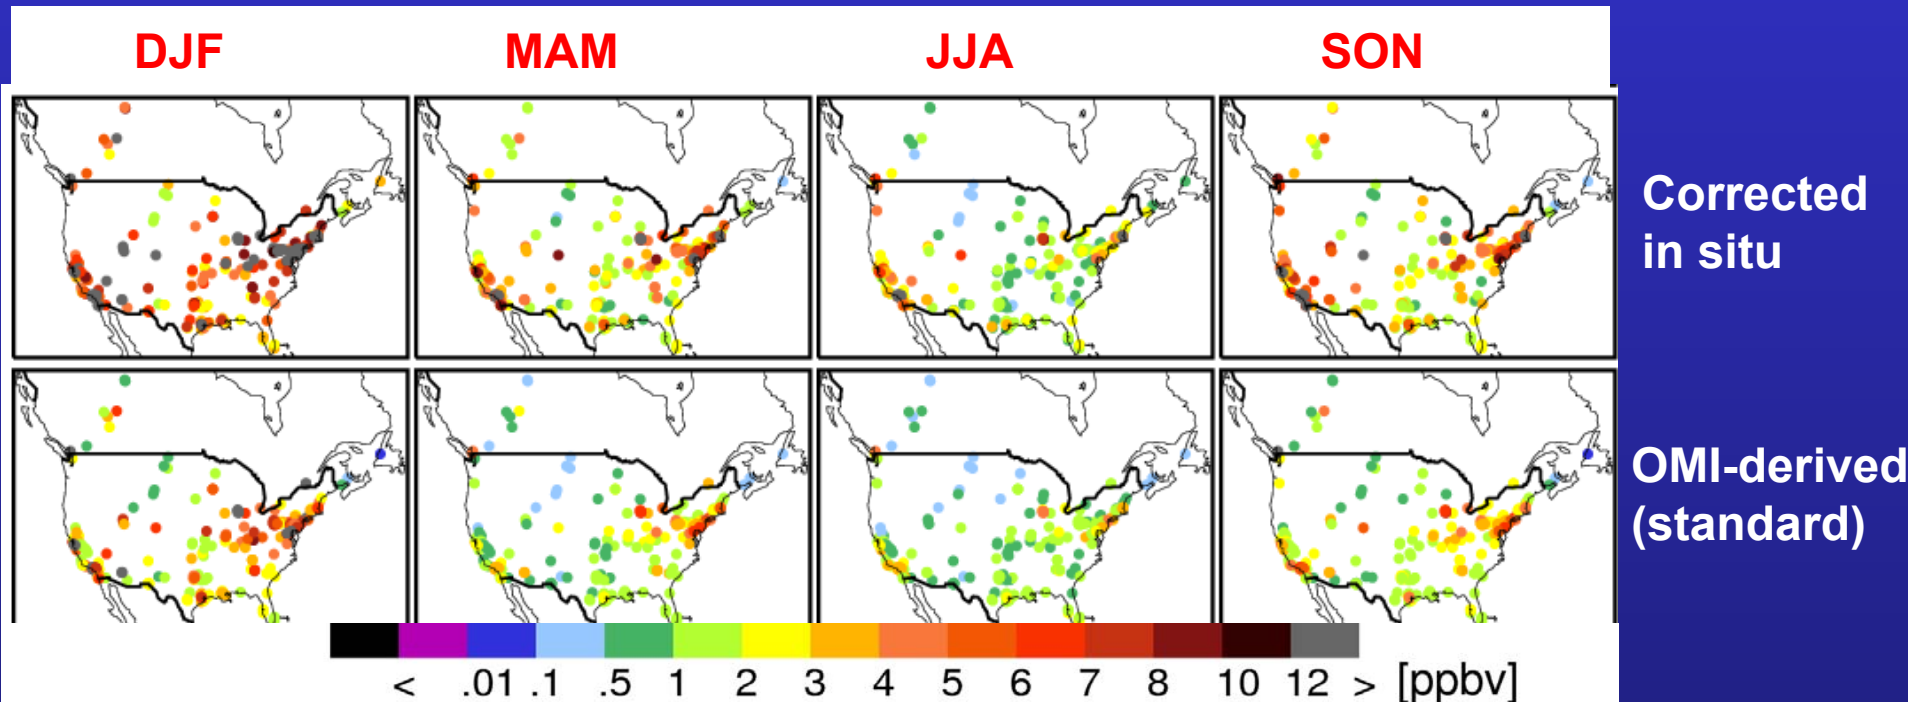 DJF MAM JJA SON
Corrected
in situ
OMI-derived
(standard)
< .01 .1 .5 1 2 3 4 5 6 7 8 10 12 > [ppbv]